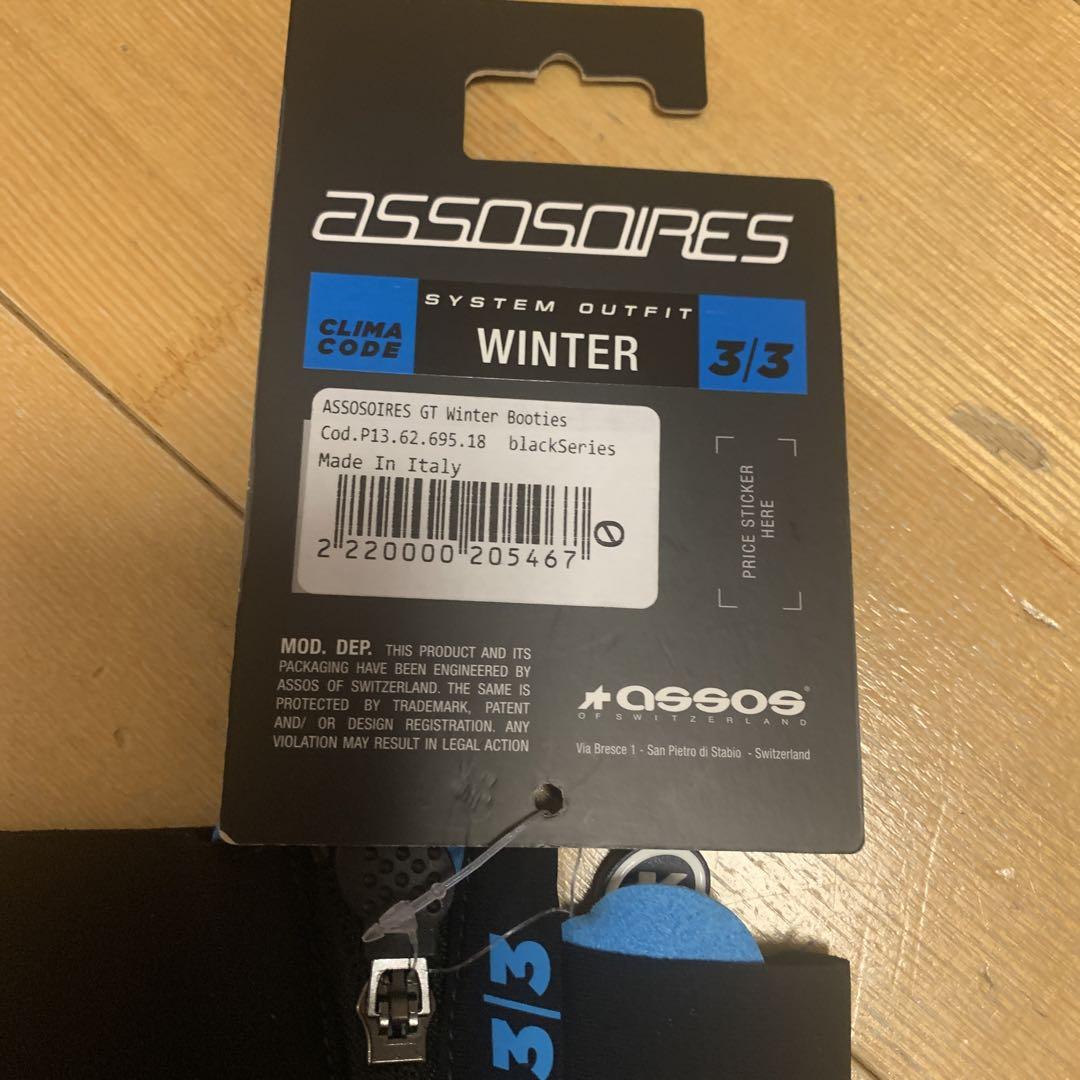 ASSOSOIRES
CLIMA
CODE
SYSTEM OUTFIT
WINTER
3/3
ASSOSOIRES GT Winter Booties
Cod.P13.62.695.18 blackSeries
Made In Italy
2 220000 205467
0
PRICE STICKER
HERE
MOD. DEP. THIS PRODUCT AND ITS
PACKAGING HAVE BEEN ENGINEERED BY
ASSOS OF SWITZERLAND. THE SAME IS
PROTECTED BY TRADEMARK, PATENT
AND/ OR DESIGN REGISTRATION. ANY
VIOLATION MAY RESULT IN LEGAL ACTION
assos®
OF SWITZERLAND
Via Bresce 1 - San Pietro di Stabio - Switzerland
3/3